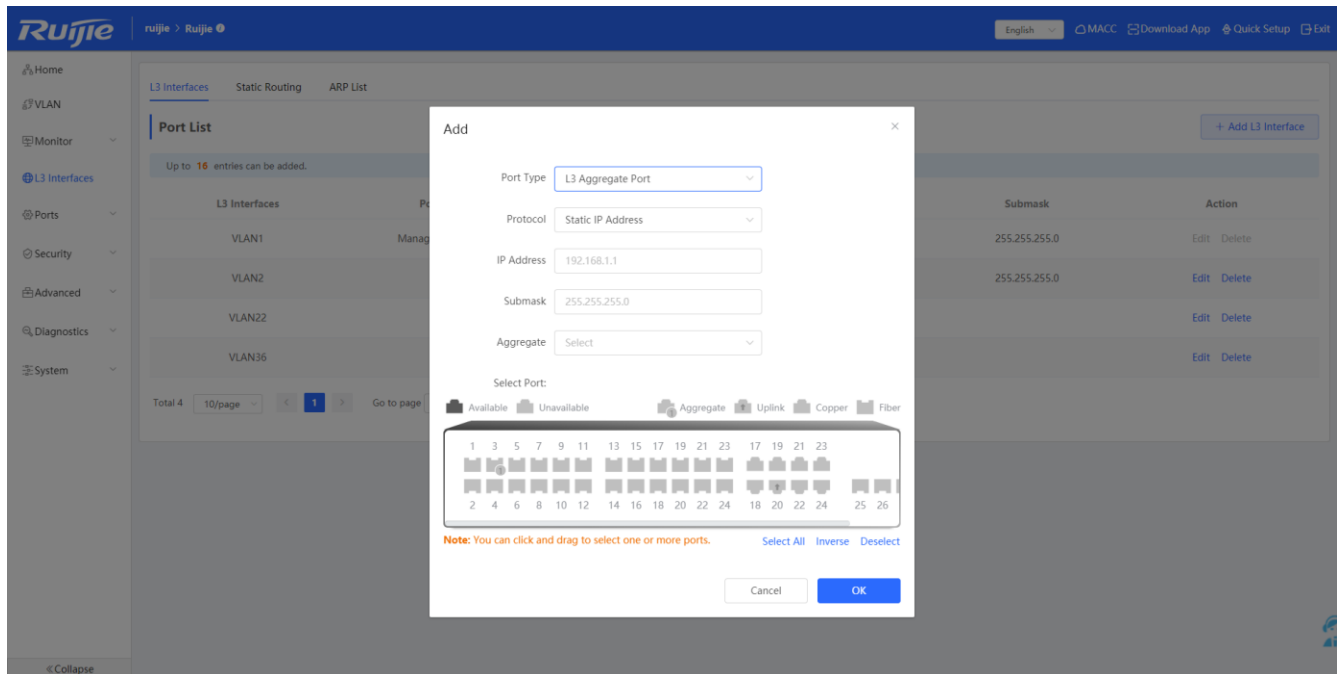 Ruijie
ruijie > Ruijie
English
MACC
Download App
Quick Setup
Exit
Home
VLAN
Monitor
L3 Interfaces
Ports
Security
Advanced
Diagnostics
System
Collapse
L3 Interfaces Static Routing ARP List
Port List
+ Add L3 Interface
Up to 16 entries can be added.
L3 Interfaces Submask Action
VLAN1 255.255.255.0 Edit Delete
VLAN2 255.255.255.0 Edit Delete
VLAN22 Edit Delete
VLAN36 Edit Delete
Total 4 10/page 1 Go to page
Add
Port Type L3 Aggregate Port
Protocol Static IP Address
IP Address 192.168.1.1
Submask 255.255.255.0
Aggregate Select
Select Port:
Available Unavailable Aggregate Uplink Copper Fiber
1 3 5 7 9 11 13 15 17 19 21 23 17 19 21 23
2 4 6 8 10 12 14 16 18 20 22 24 18 20 22 24 25 26
Note: You can click and drag to select one or more ports.
Select All Inverse Deselect
Cancel OK